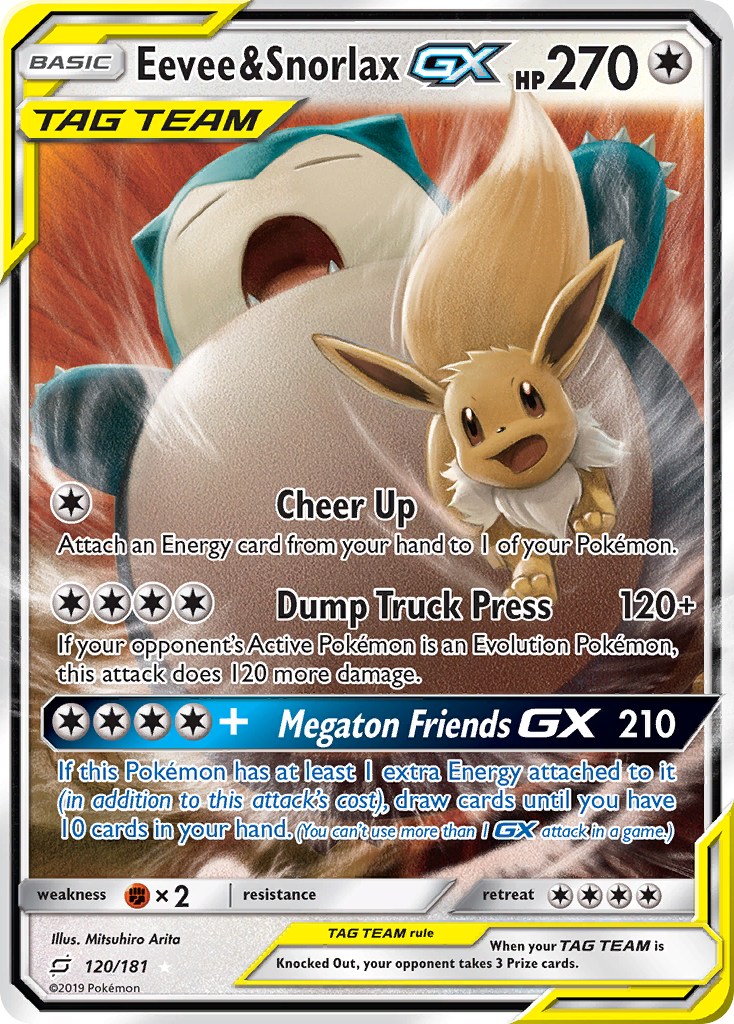 BASIC Eevee&Snorlax GX HP270
TAG TEAM
Cheer Up
Attach an Energy card from your hand to 1 of your Pokémon.
Dump Truck Press 120+
If your opponent's Active Pokémon is an Evolution Pokémon,
this attack does 120 more damage.
+ Megaton Friends GX 210
If this Pokémon has at least 1 extra Energy attached to it
(in addition to this attack's cost), draw cards until you have
10 cards in your hand. (You can't use more than 1 GX attack in a game.)
weakness ×2 resistance retreat
Illus. Mitsuhiro Arita
120/181
©2019 Pokémon
TAG TEAM rule
When your TAG TEAM is
Knocked Out, your opponent takes 3 Prize cards.